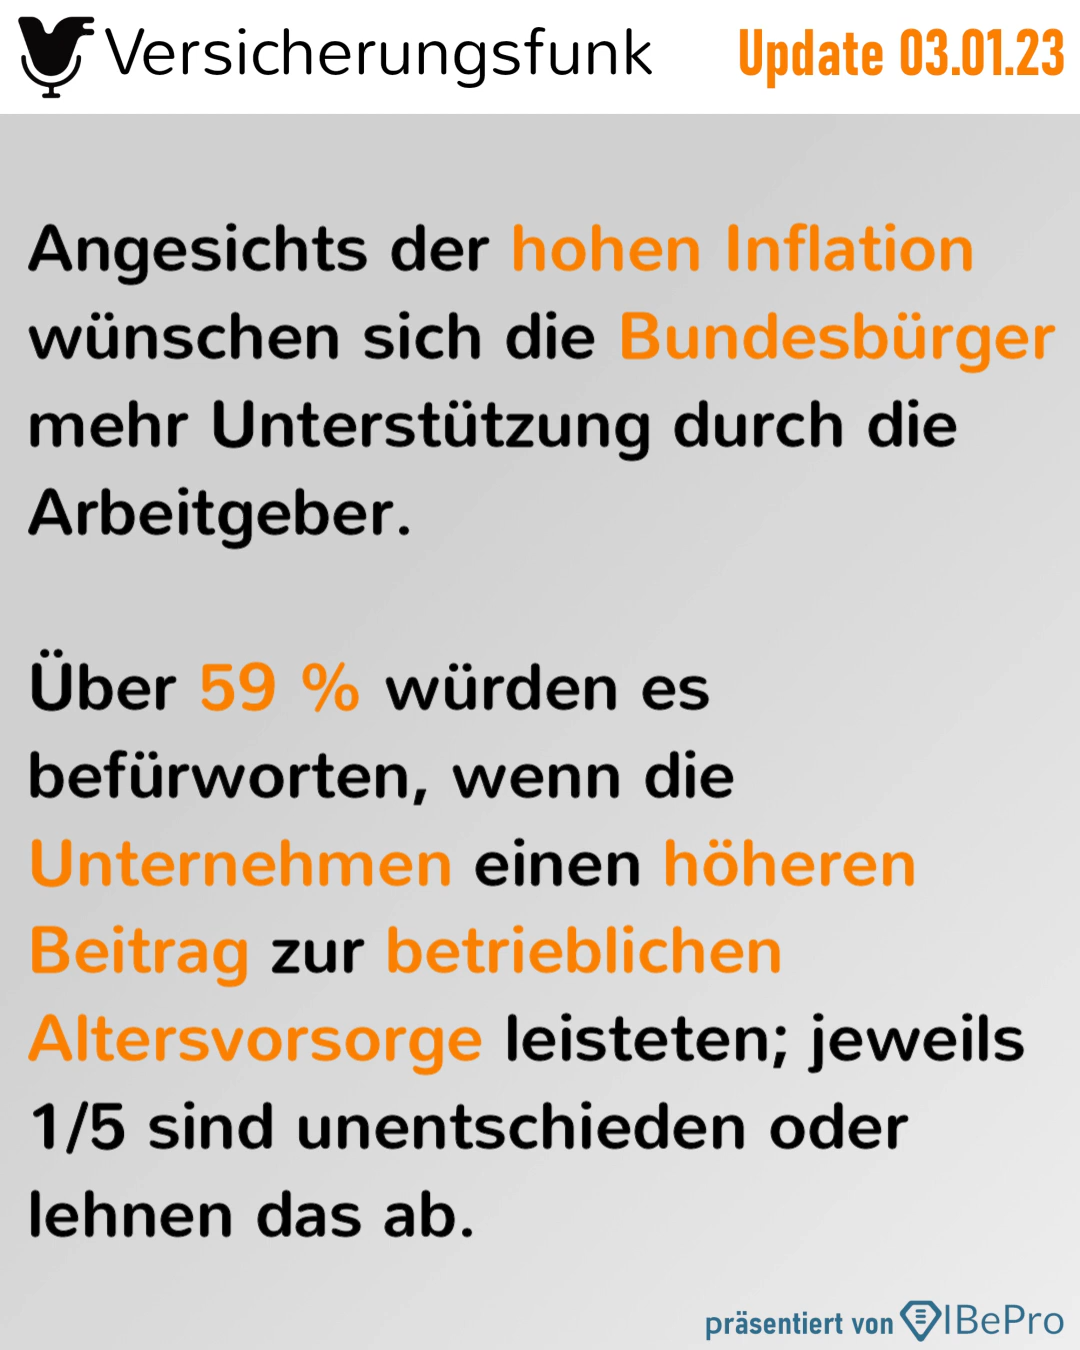 Versicherungsfunk
Update 03.01.23
Angesichts der hohen Inflation
wünschen sich die Bundesbürger
mehr Unterstützung durch die
Arbeitgeber.
Über 59 % würden es
befürworten, wenn die
Unternehmen einen höheren
Beitrag zur betrieblichen
Altersvorsorge leisteten; jeweils
1/5 sind unentschieden oder
lehnen das ab.
präsentiert von IBePro